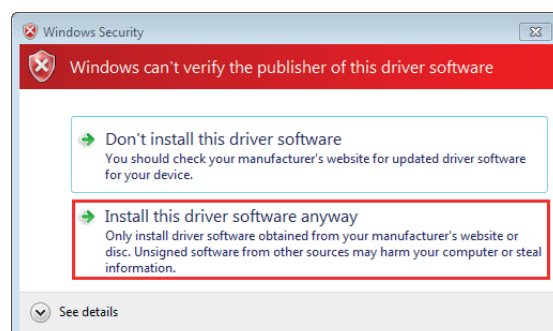 Windows Security
Windows can't verify the publisher of this driver software
Don't install this driver software
You should check your manufacturer's website for updated driver software
for your device.
Install this driver software anyway
Only install driver software obtained from your manufacturer's website or
disc. Unsigned software from other sources may harm your computer or steal
information.
See details